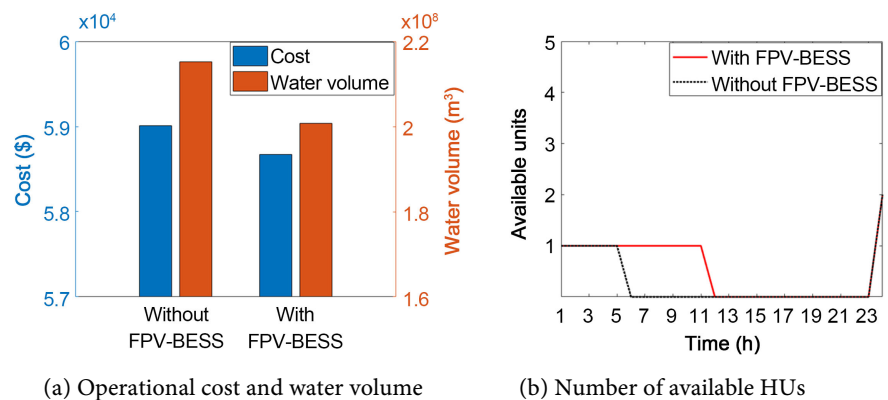 x10⁴
x10⁸
6
5.9
5.8
5.7
Cost ($)
2.2
2
1.8
1.6
Water volume (m³)
Cost
Water volume
Without
FPV-BESS
With
FPV-BESS
(a) Operational cost and water volume
5
4
3
2
1
Available units
With FPV-BESS
Without FPV-BESS
1 3 5 7 9 11 13 15 17 19 21 23
Time (h)
(b) Number of available HUs